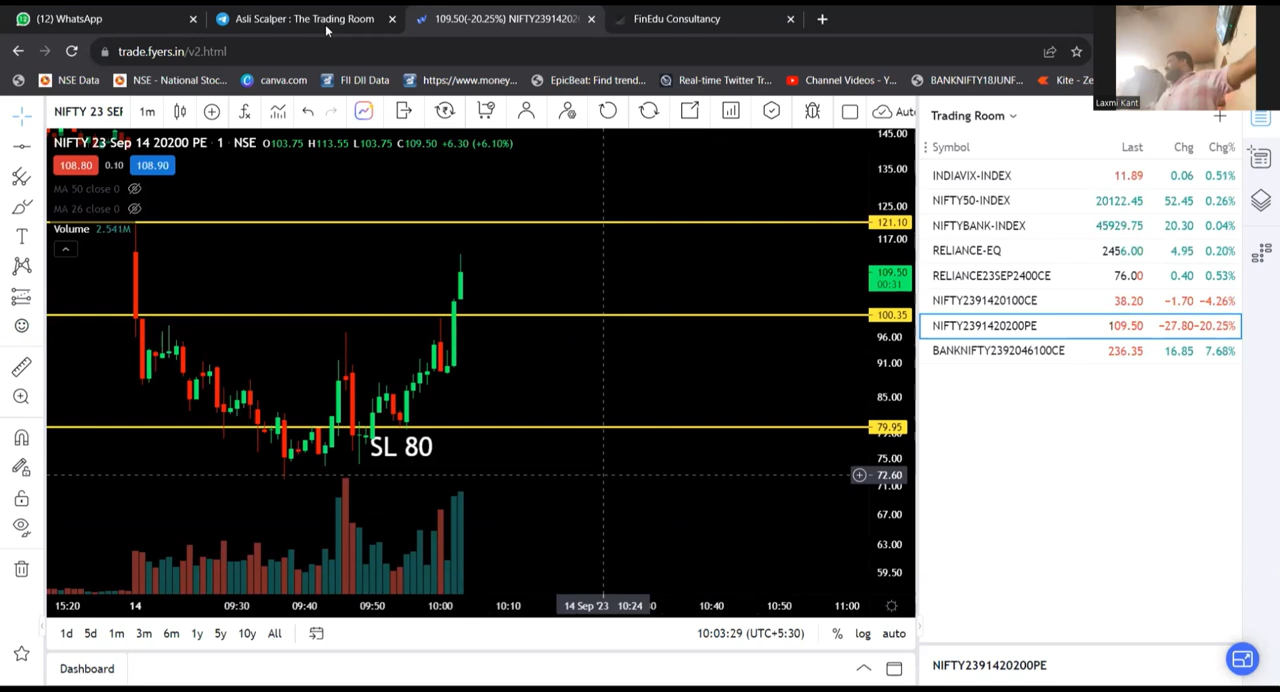 (12) WhatsApp
Asli Scalper : The Trading Room
109.50(-20.25%) NIFTY2391420
FinEdu Consultancy
trade.fyers.in/v2.html
NSE Data
NSE - National Stoc...
canva.com
FII DII Data
https://www.money...
EpicBeat: Find trend...
Real-time Twitter Tr...
Channel Videos - Y...
BANKNIFTY18JUNF...
Kite - Ze
Laxmi Kant
NIFTY 23 SEP
1m
Auto
Trading Room
NIFTY 23 Sep 14 20200 PE · 1 · NSE O103.75 H113.55 L103.75 C109.50 +6.30 (+6.10%)
108.80 0.10 108.90
MA 50 close 0
MA 26 close 0
Volume 2.541M
145.00
135.00
125.00
121.10
117.00
109.50
00:31
100.35
96.00
91.00
85.00
79.95
75.00
72.60
71.00
67.00
63.00
59.50
SL 80
15:20 14 09:30 09:40 09:50 10:00 10:10 14 Sep '23 10:24 10:40 10:50 11:00
1d 5d 1m 3m 6m 1y 5y 10y All
10:03:29 (UTC+5:30) % log auto
Dashboard
Symbol Last Chg Chg%
INDIAVIX-INDEX 11.89 0.06 0.51%
NIFTY50-INDEX 20122.45 52.45 0.26%
NIFTYBANK-INDEX 45929.75 20.30 0.04%
RELIANCE-EQ 2456.00 4.95 0.20%
RELIANCE23SEP2400CE 76.00 0.40 0.53%
NIFTY2391420100CE 38.20 −1.70 −4.26%
NIFTY2391420200PE 109.50 −27.80 −20.25%
BANKNIFTY2392046100CE 236.35 16.85 7.68%
NIFTY2391420200PE